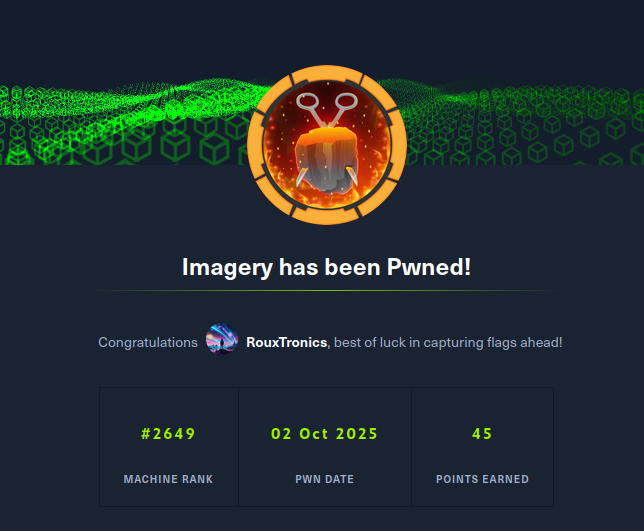 Imagery has been Pwned!
Congratulations RouxTronics, best of luck in capturing flags ahead!
#2649 02 Oct 2025 45
MACHINE RANK PWN DATE POINTS EARNED